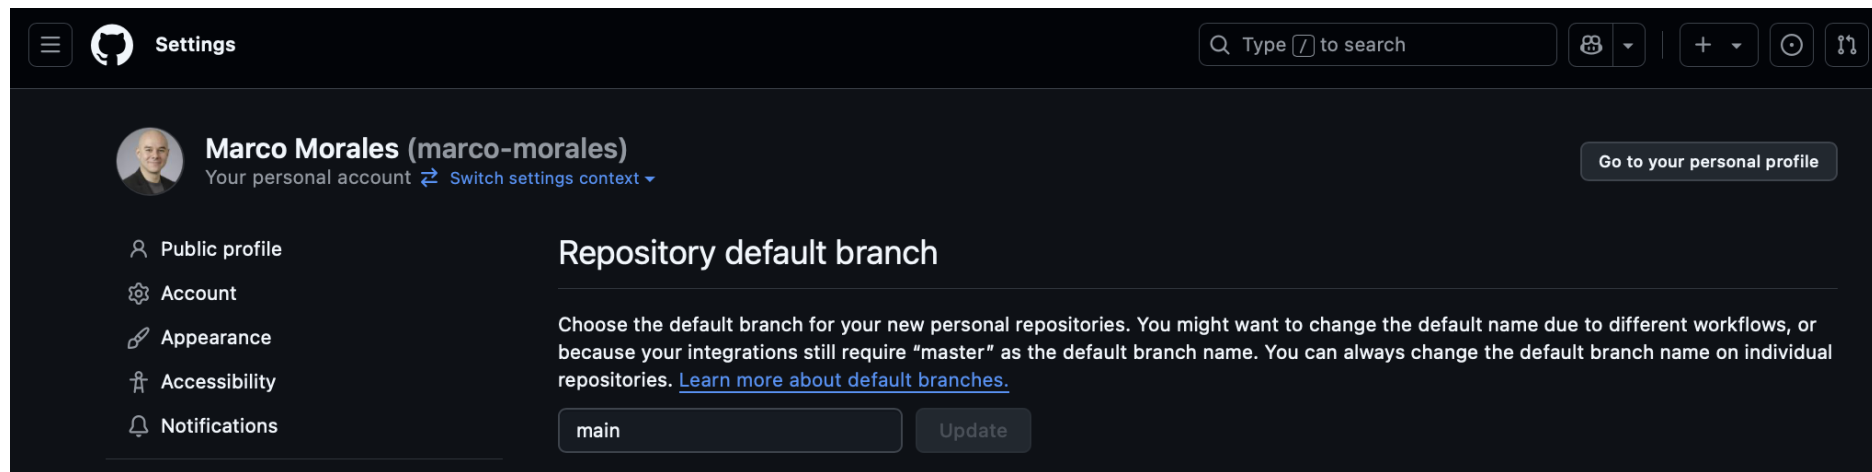 Settings
Type / to search
Marco Morales (marco-morales)
Your personal account Switch settings context
Go to your personal profile
Public profile
Account
Appearance
Accessibility
Notifications
Repository default branch
Choose the default branch for your new personal repositories. You might want to change the default name due to different workflows, or
because your integrations still require “master” as the default branch name. You can always change the default branch name on individual
repositories. Learn more about default branches.
main
Update